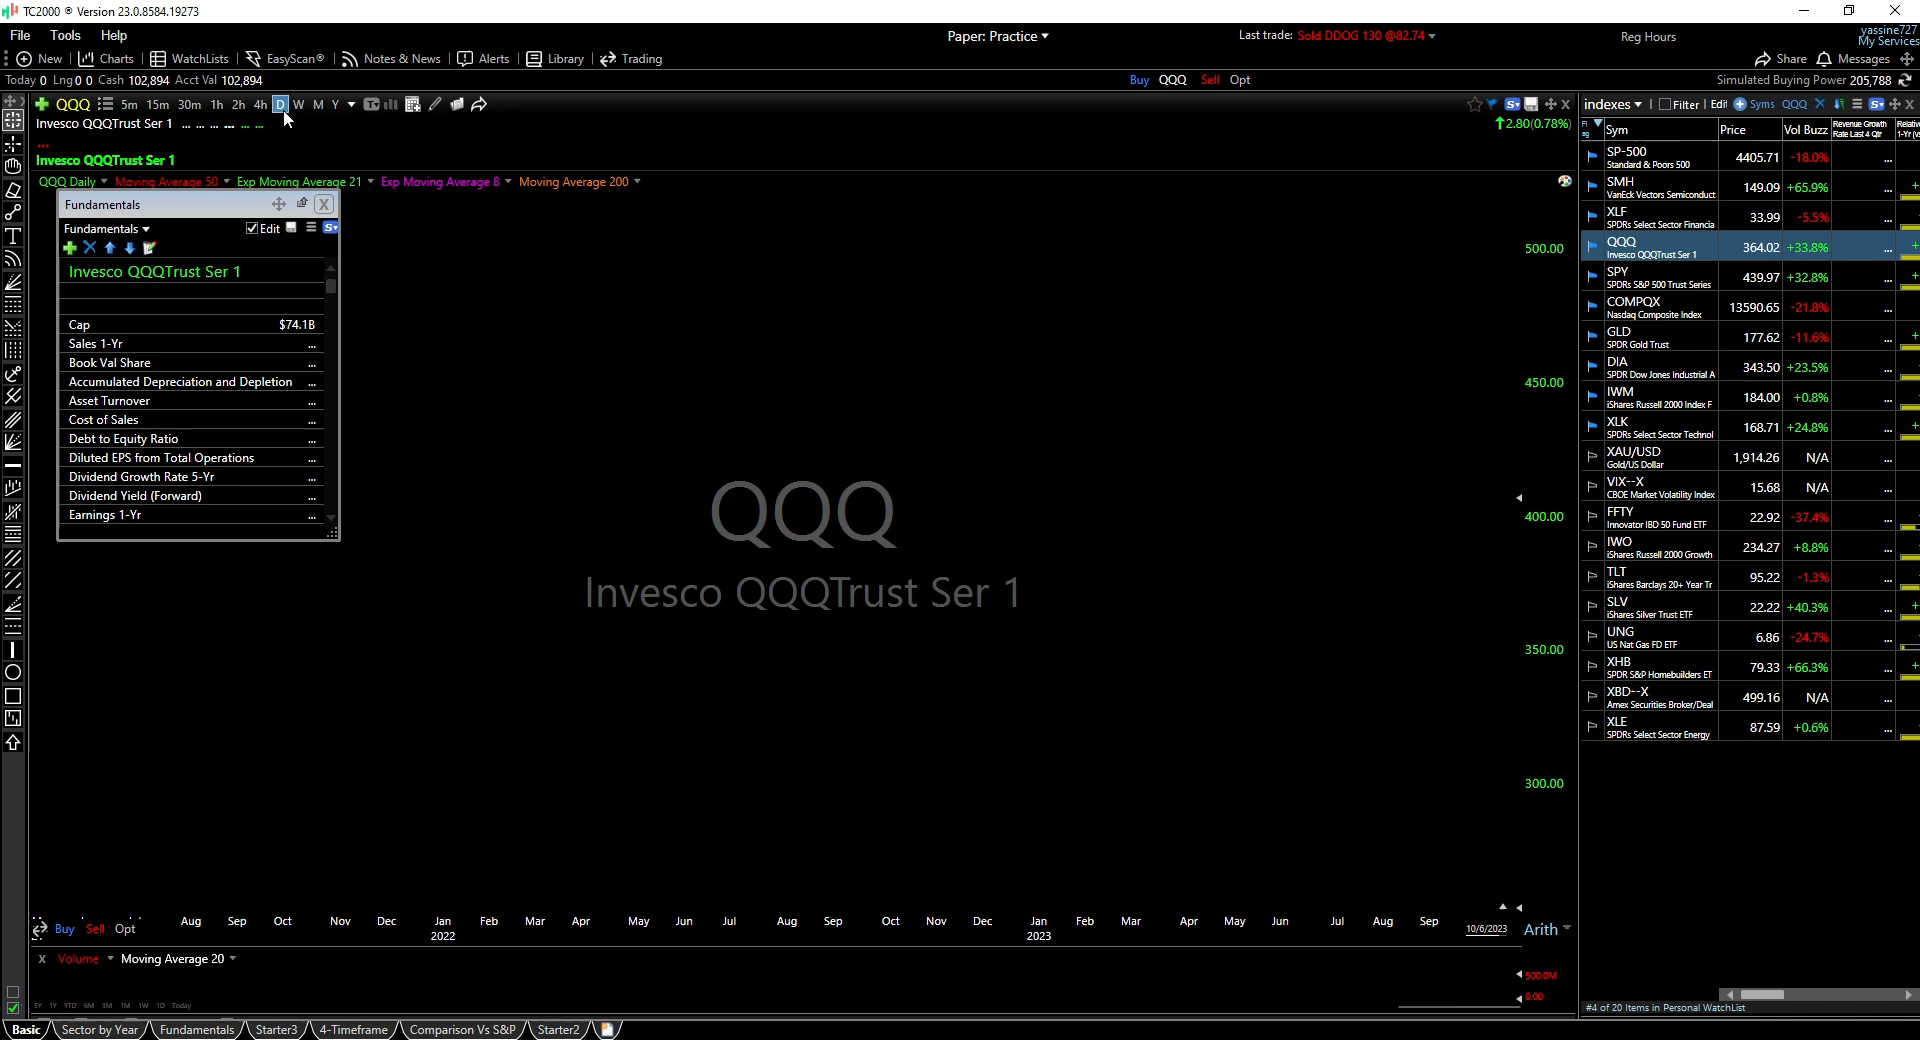 TC2000 ® Version 23.0.8584.19273
File Tools Help
Paper: Practice
Last trade: Sold DDOG 130 @82.74
Reg Hours
yassine727
My Services
New Charts WatchLists EasyScan® Notes & News Alerts Library Trading
Share Messages
Today 0 Lng 0 0 Cash 102,894 Acct Val 102,894
Buy QQQ Sell Opt
Simulated Buying Power 205,788
QQQ 5m 15m 30m 1h 2h 4h D W M Y
Invesco QQQTrust Ser 1 ... ... ... ... ... ...
2.80(0.78%)
...
Invesco QQQTrust Ser 1
QQQ Daily Moving Average 50 Exp Moving Average 21 Exp Moving Average 8 Moving Average 200
Fundamentals
Fundamentals Edit
Invesco QQQTrust Ser 1
Cap $74.1B
Sales 1-Yr ...
Book Val Share ...
Accumulated Depreciation and Depletion ...
Asset Turnover ...
Cost of Sales ...
Debt to Equity Ratio ...
Diluted EPS from Total Operations ...
Dividend Growth Rate 5-Yr ...
Dividend Yield (Forward) ...
Earnings 1-Yr ...
QQQ
Invesco QQQTrust Ser 1
500.00
450.00
400.00
350.00
300.00
Aug Sep Oct Nov Dec Jan Feb Mar Apr May Jun Jul Aug Sep Oct Nov Dec Jan Feb Mar Apr May Jun Jul Aug Sep
2022 2023
10/6/2023
Arith
Buy Sell Opt
X Volume Moving Average 20
500.0M
0.00
5Y 1Y YTD 6M 3M 1M 1W 1D Today
Basic Sector by Year Fundamentals Starter3 4-Timeframe Comparison Vs S&P Starter2
indexes Filter Edit Syms QQQ
Sym Price Vol Buzz Revenue Growth
Rate Last 4 Qtr
SP-500 4405.71 -18.0% ...
Standard & Poors 500
SMH 149.09 +65.9% ...
VanEck Vectors Semiconduct
XLF 33.99 -5.5% ...
SPDRs Select Sector Financia
QQQ 364.02 +33.8% ...
Invesco QQQTrust Ser 1
SPY 439.97 +32.8% ...
SPDRs S&P 500 Trust Series
COMPQX 13590.65 -21.8% ...
Nasdaq Composite Index
GLD 177.62 -11.6% ...
SPDR Gold Trust
DIA 343.50 +23.5% ...
SPDR Dow Jones Industrial A
IWM 184.00 +0.8% ...
iShares Russell 2000 Index F
XLK 168.71 +24.8% ...
SPDRs Select Sector Technol
XAU/USD 1,914.26 N/A ...
Gold/US Dollar
VIX--X 15.68 N/A ...
CBOE Market Volatility Index
FFTY 22.92 -37.4% ...
Innovator IBD 50 Fund ETF
IWO 234.27 +8.8% ...
iShares Russell 2000 Growth
TLT 95.22 -1.3% ...
iShares Barclays 20+ Year Tr
SLV 22.22 +40.3% ...
iShares Silver Trust ETF
UNG 6.86 -24.7% ...
US Nat Gas FD ETF
XHB 79.33 +66.3% ...
SPDR S&P Homebuilders ET
XBD--X 499.16 N/A ...
Amex Securities Broker/Deal
XLE 87.59 +0.6% ...
SPDRs Select Sector Energy
#4 of 20 Items in Personal WatchList